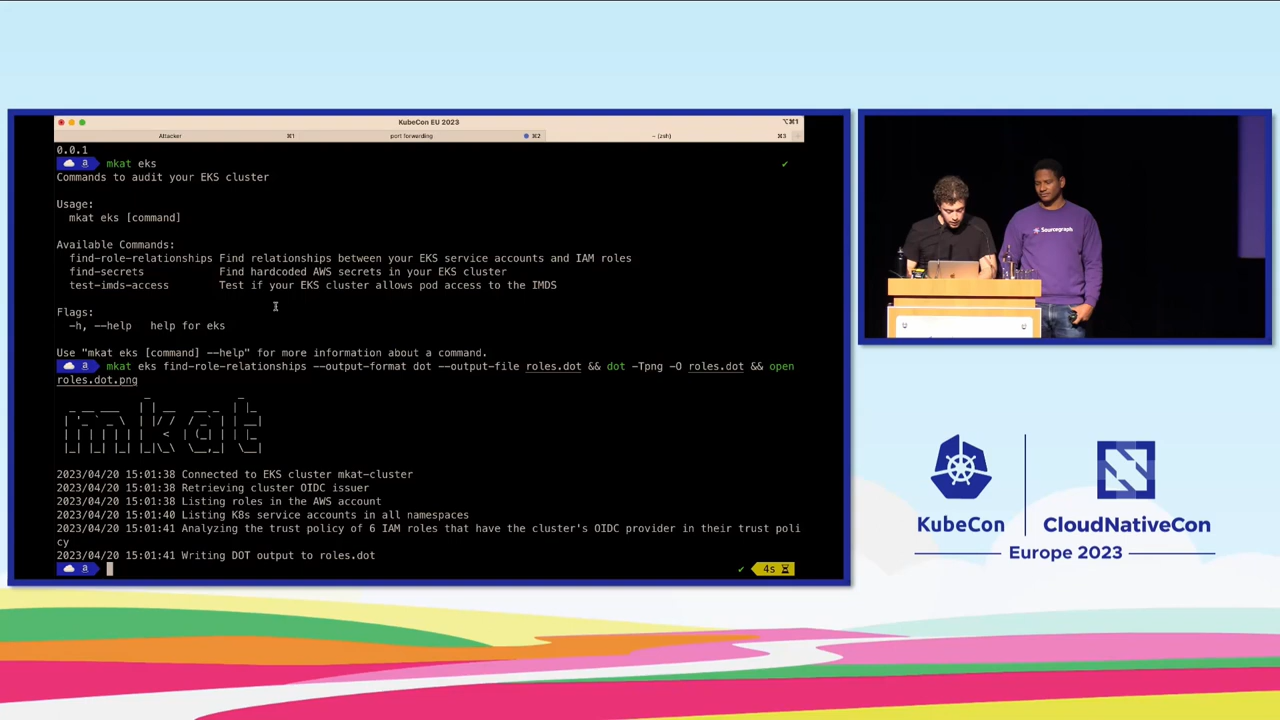 KubeCon EU 2023
⌥⌘1
Attacker
⌘1
port forwarding
⌘2
~ (zsh)
⌘3
0.0.1
a mkat eks ✔
Commands to audit your EKS cluster
Usage:
mkat eks [command]
Available Commands:
find-role-relationships Find relationships between your EKS service accounts and IAM roles
find-secrets Find hardcoded AWS secrets in your EKS cluster
test-imds-access Test if your EKS cluster allows pod access to the IMDS
Flags:
-h, --help help for eks
Use "mkat eks [command] --help" for more information about a command.
a mkat eks find-role-relationships --output-format dot --output-file roles.dot && dot -Tpng -O roles.dot && open
roles.dot.png
mkat
2023/04/20 15:01:38 Connected to EKS cluster mkat-cluster
2023/04/20 15:01:38 Retrieving cluster OIDC issuer
2023/04/20 15:01:38 Listing roles in the AWS account
2023/04/20 15:01:40 Listing K8s service accounts in all namespaces
2023/04/20 15:01:41 Analyzing the trust policy of 6 IAM roles that have the cluster's OIDC provider in their trust poli
cy
2023/04/20 15:01:41 Writing DOT output to roles.dot
a ✔ 4s
Sourcegraph
KubeCon
CloudNativeCon
Europe 2023